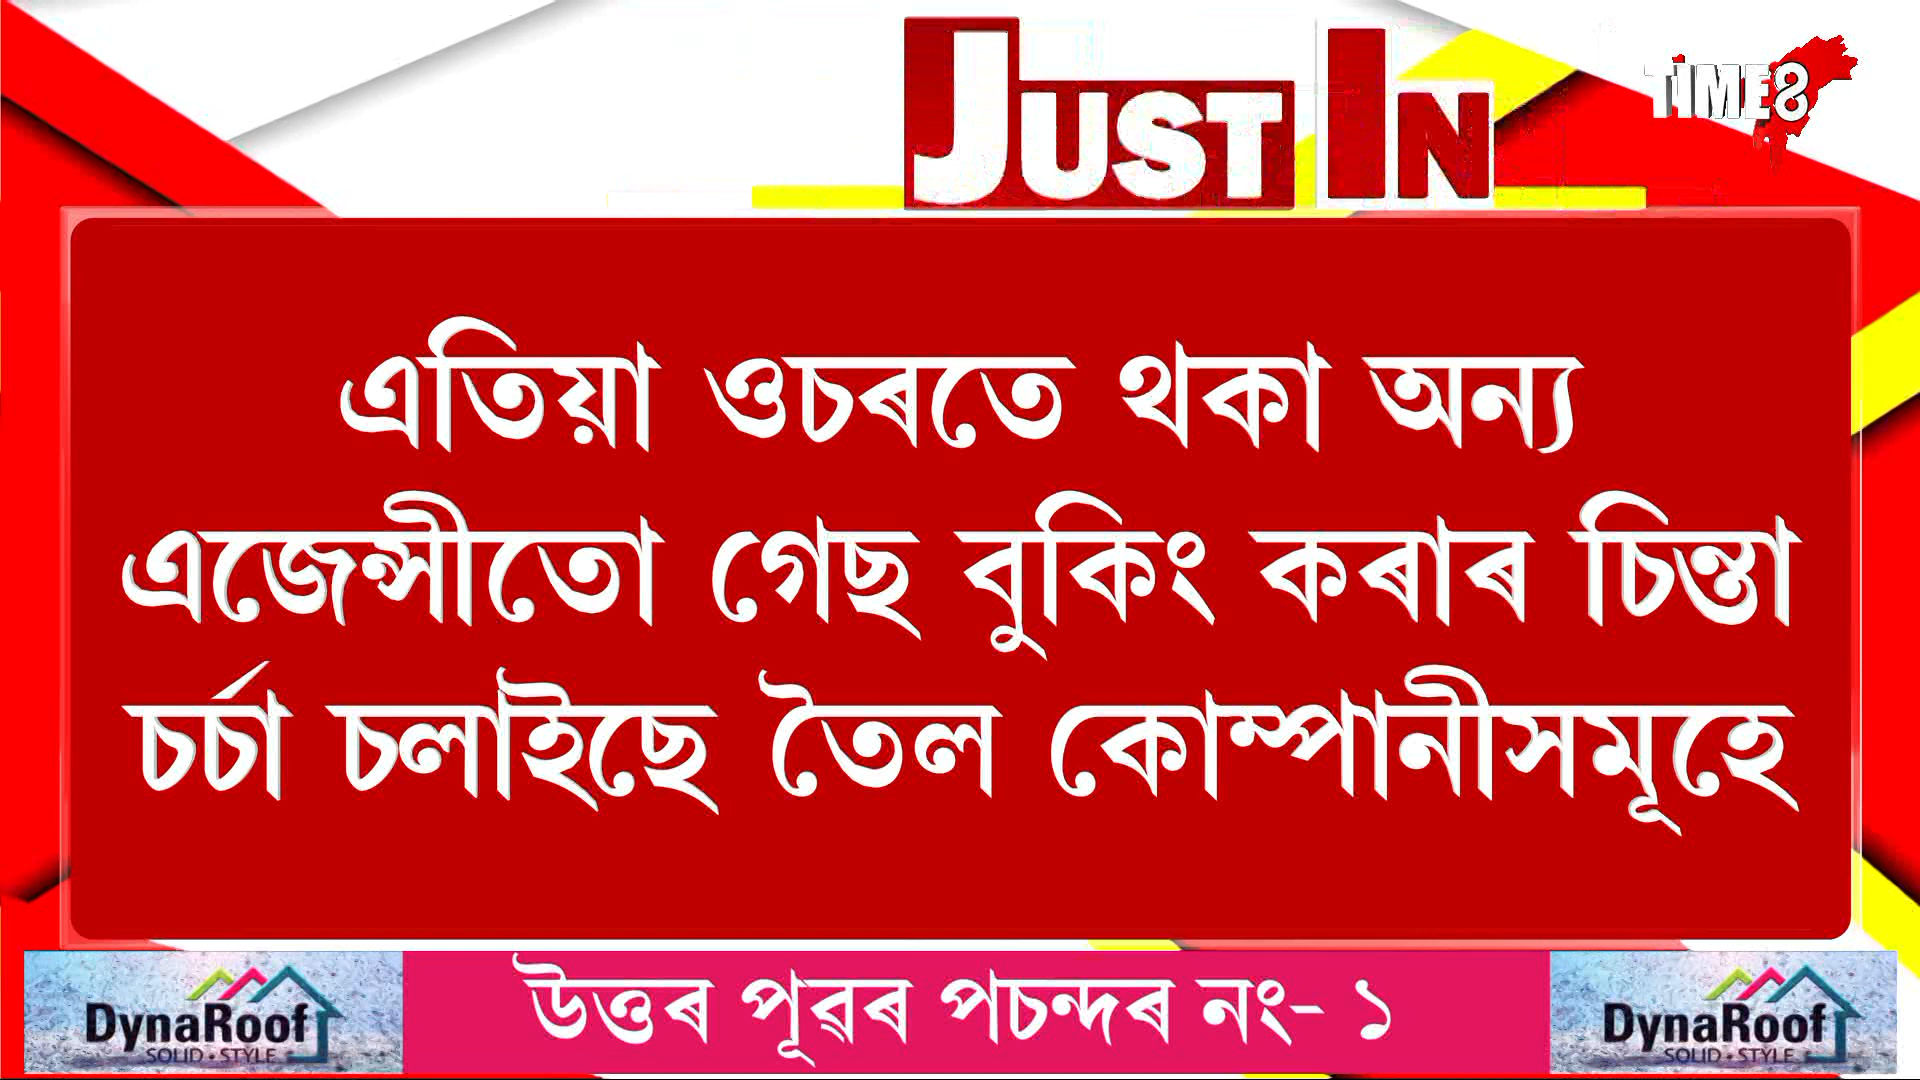 JUST IN
TIME8
এতিয়া ওচৰতে থকা অন্য
এজেন্সীতো গেছ বুকিং কৰাৰ চিন্তা
চৰ্চা চলাইছে তৈল কোম্পানীসমূহে
DynaRoof
SOLID • STYLE
উত্তৰ পূৱৰ পচন্দৰ নং- ১
DynaRoof
SOLID • STYLE